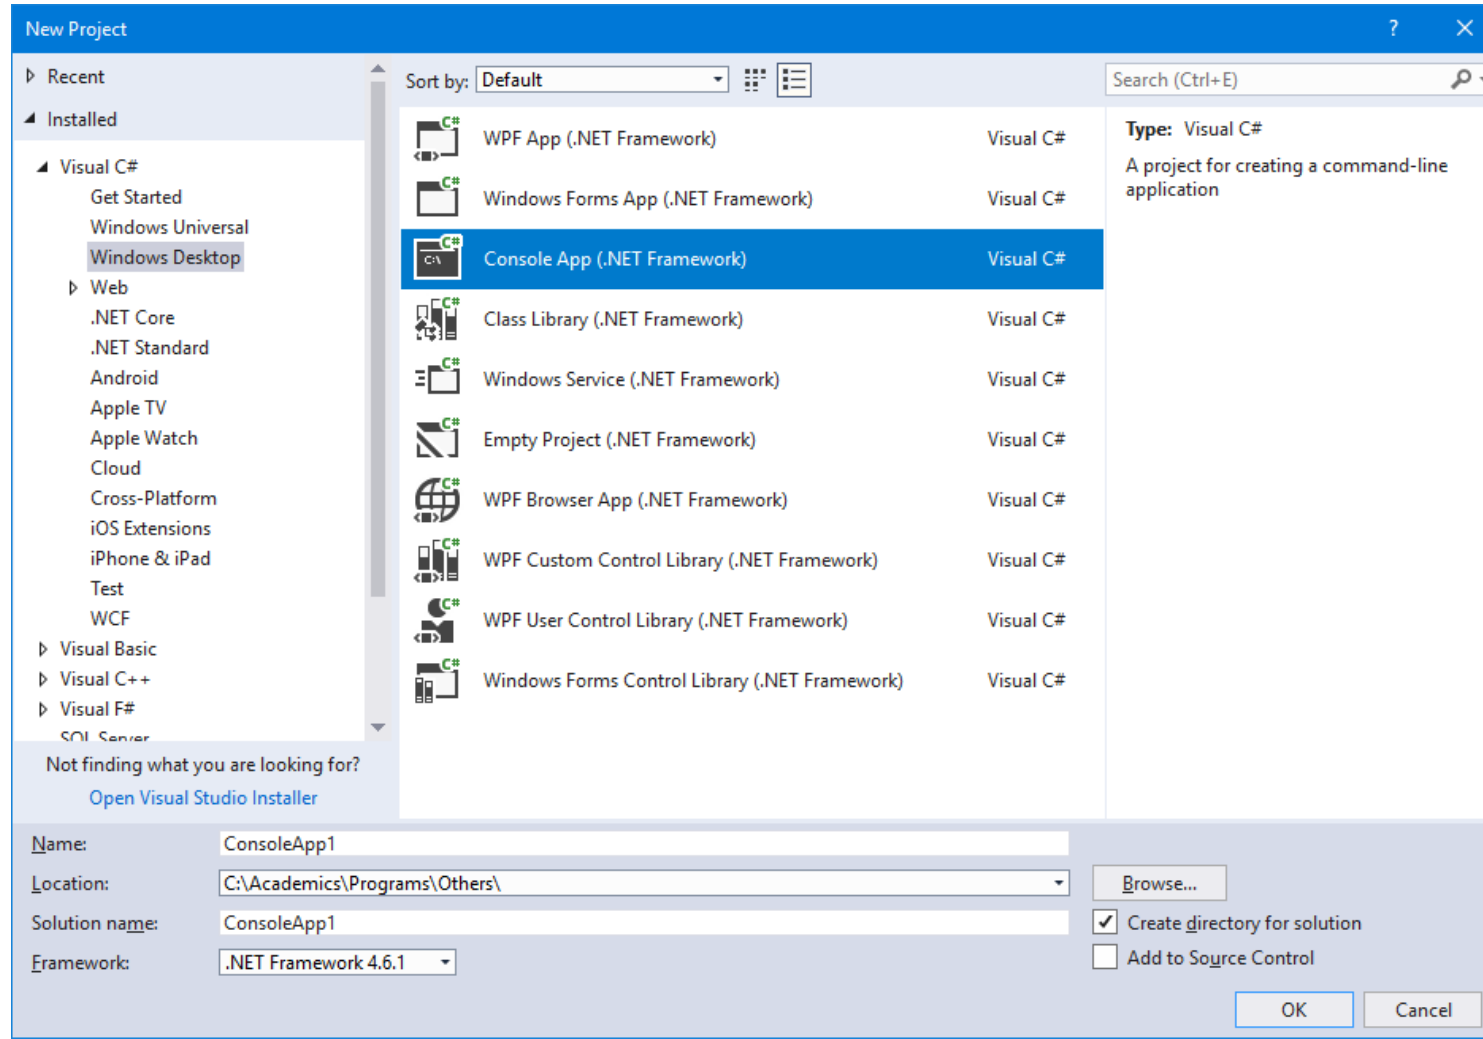 New Project
?
Recent
Installed
Visual C#
Get Started
Windows Universal
Windows Desktop
Web
.NET Core
.NET Standard
Android
Apple TV
Apple Watch
Cloud
Cross-Platform
iOS Extensions
iPhone & iPad
Test
WCF
Visual Basic
Visual C++
Visual F#
SQL Server
Not finding what you are looking for?
Open Visual Studio Installer
Sort by: Default
C# WPF App (.NET Framework) Visual C#
C# Windows Forms App (.NET Framework) Visual C#
C# C:\ Console App (.NET Framework) Visual C#
C# Class Library (.NET Framework) Visual C#
C# Windows Service (.NET Framework) Visual C#
C# Empty Project (.NET Framework) Visual C#
C# WPF Browser App (.NET Framework) Visual C#
C# WPF Custom Control Library (.NET Framework) Visual C#
C# WPF User Control Library (.NET Framework) Visual C#
C# Windows Forms Control Library (.NET Framework) Visual C#
Search (Ctrl+E)
Type: Visual C#
A project for creating a command-line
application
Name: ConsoleApp1
Location: C:\Academics\Programs\Others\ Browse...
Solution name: ConsoleApp1
Create directory for solution
Framework: .NET Framework 4.6.1
Add to Source Control
OK Cancel